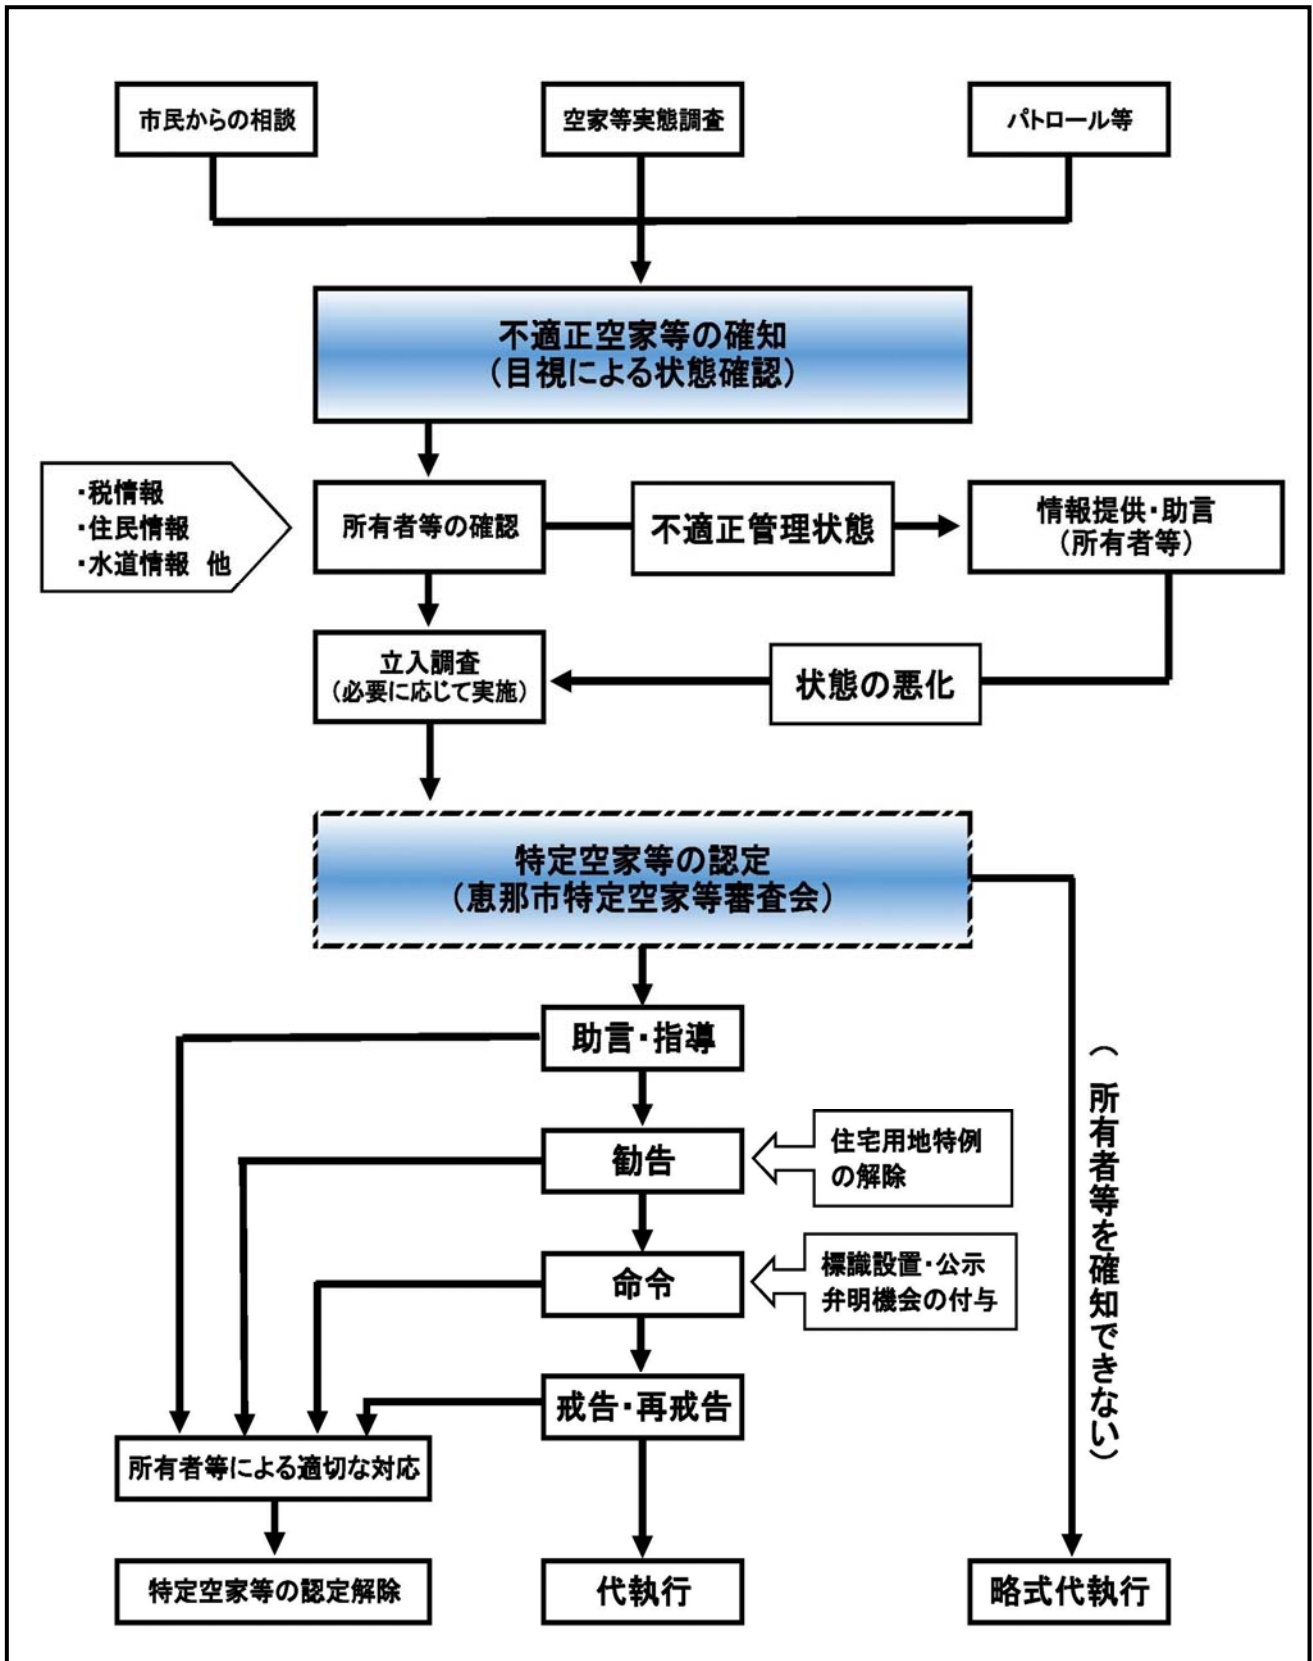 市民からの相談
空家等実態調査
パトロール等
不適正空家等の確知
（目視による状態確認）
・税情報
・住民情報
・水道情報　他
所有者等の確認
不適正管理状態
情報提供・助言
（所有者等）
立入調査
（必要に応じて実施）
状態の悪化
特定空家等の認定
（恵那市特定空家等審査会）
助言・指導
（　所有者等を確知できない）
勧告
住宅用地特例
の解除
命令
標識設置・公示
弁明機会の付与
戒告・再戒告
所有者等による適切な対応
特定空家等の認定解除
代執行
略式代執行